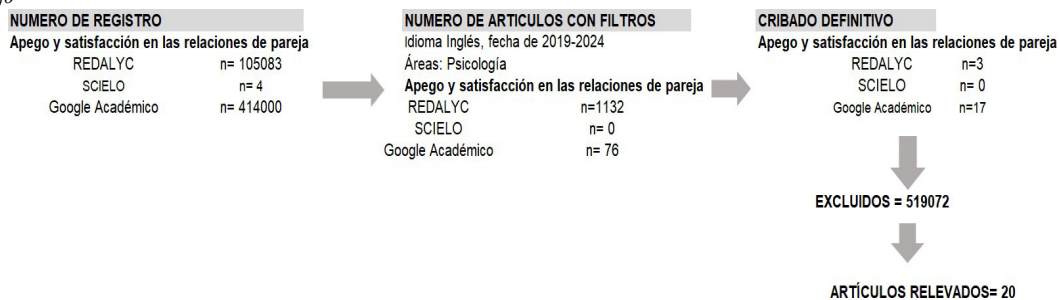 NUMERO DE REGISTRO
Apego y satisfacción en las relaciones de pareja
REDALYC n= 105083
SCIELO n= 4
Google Académico n= 414000
NUMERO DE ARTICULOS CON FILTROS
Idioma Inglés, fecha de 2019-2024
Áreas: Psicología
Apego y satisfacción en las relaciones de pareja
REDALYC n=1132
SCIELO n= 0
Google Académico n= 76
CRIBADO DEFINITIVO
Apego y satisfacción en las relaciones de pareja
REDALYC n=3
SCIELO n= 0
Google Académico n=17
EXCLUIDOS = 519072
ARTÍCULOS RELEVADOS= 20